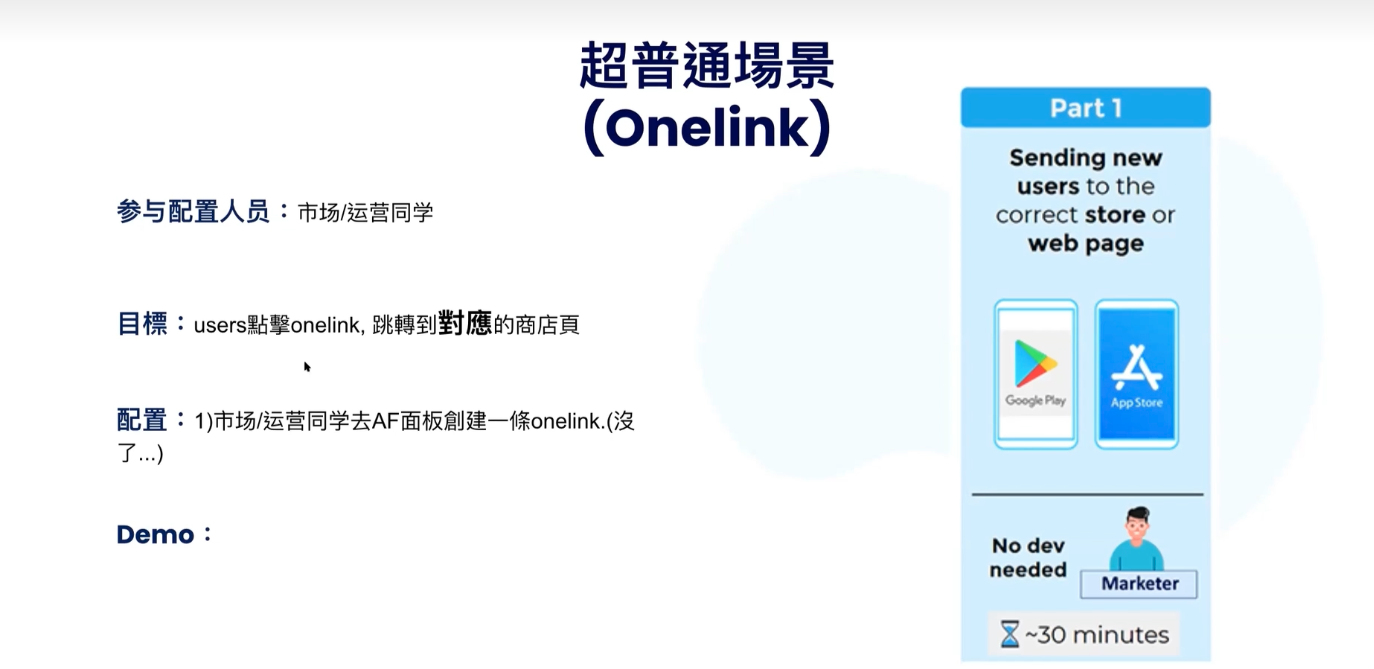 超普通場景
(Onelink)
参与配置人员：市场/运营同学
目標：users點擊onelink, 跳轉到對應的商店頁
配置：1)市场/运营同学去AF面板創建一條onelink.(沒
了...)
Demo：
Part 1
Sending new
users to the
correct store or
web page
Google Play
App Store
No dev
needed
Marketer
~30 minutes